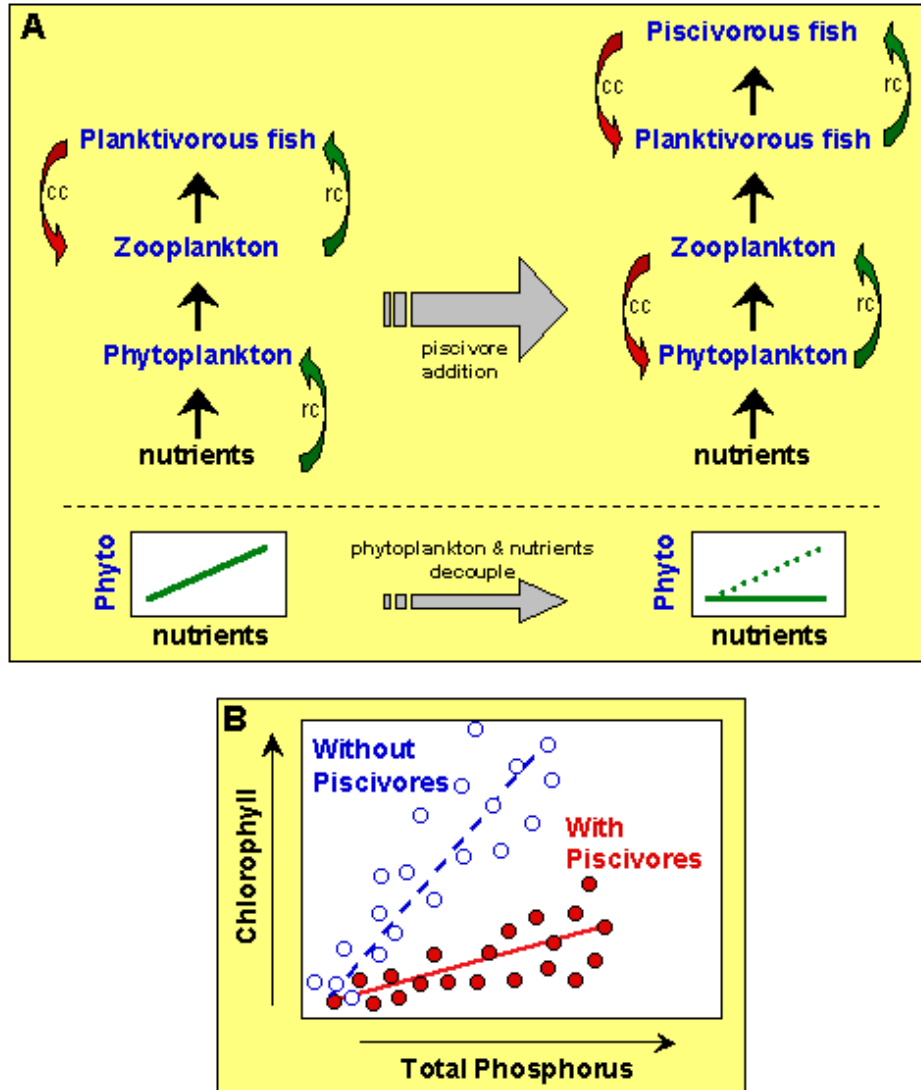 A
Planktivorous fish
cc
rc
Zooplankton
Phytoplankton
rc
nutrients
piscivore
addition
Piscivorous fish
cc
rc
Planktivorous fish
Zooplankton
cc
rc
Phytoplankton
nutrients
Phyto
nutrients
phytoplankton & nutrients
decouple
Phyto
nutrients
B
Chlorophyll
Without
Piscivores
With
Piscivores
Total Phosphorus